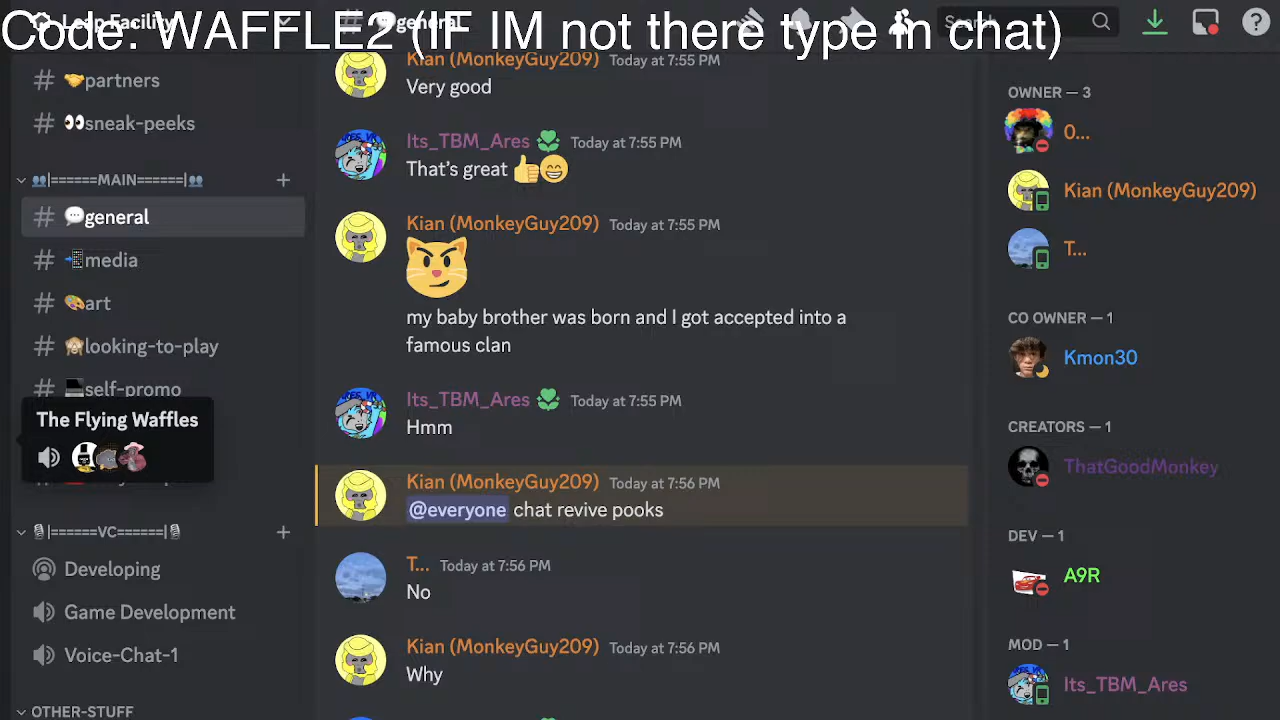 Code: WAFFLE2 (IF IM not there type in chat)
Leap Facility
general
Search
partners
sneak-peeks
|======MAIN======|
general
media
art
looking-to-play
self-promo
The Flying Waffles
|======VC======|
Developing
Game Development
Voice-Chat-1
OTHER-STUFF
Kian (MonkeyGuy209) Today at 7:55 PM
Very good
Its_TBM_Ares Today at 7:55 PM
That's great 👍😁
Kian (MonkeyGuy209) Today at 7:55 PM
my baby brother was born and I got accepted into a
famous clan
Its_TBM_Ares Today at 7:55 PM
Hmm
Kian (MonkeyGuy209) Today at 7:56 PM
@everyone chat revive pooks
T... Today at 7:56 PM
No
Kian (MonkeyGuy209) Today at 7:56 PM
Why
OWNER — 3
0...
Kian (MonkeyGuy209)
T...
CO OWNER — 1
Kmon30
CREATORS — 1
ThatGoodMonkey
DEV — 1
A9R
MOD — 1
Its_TBM_Ares